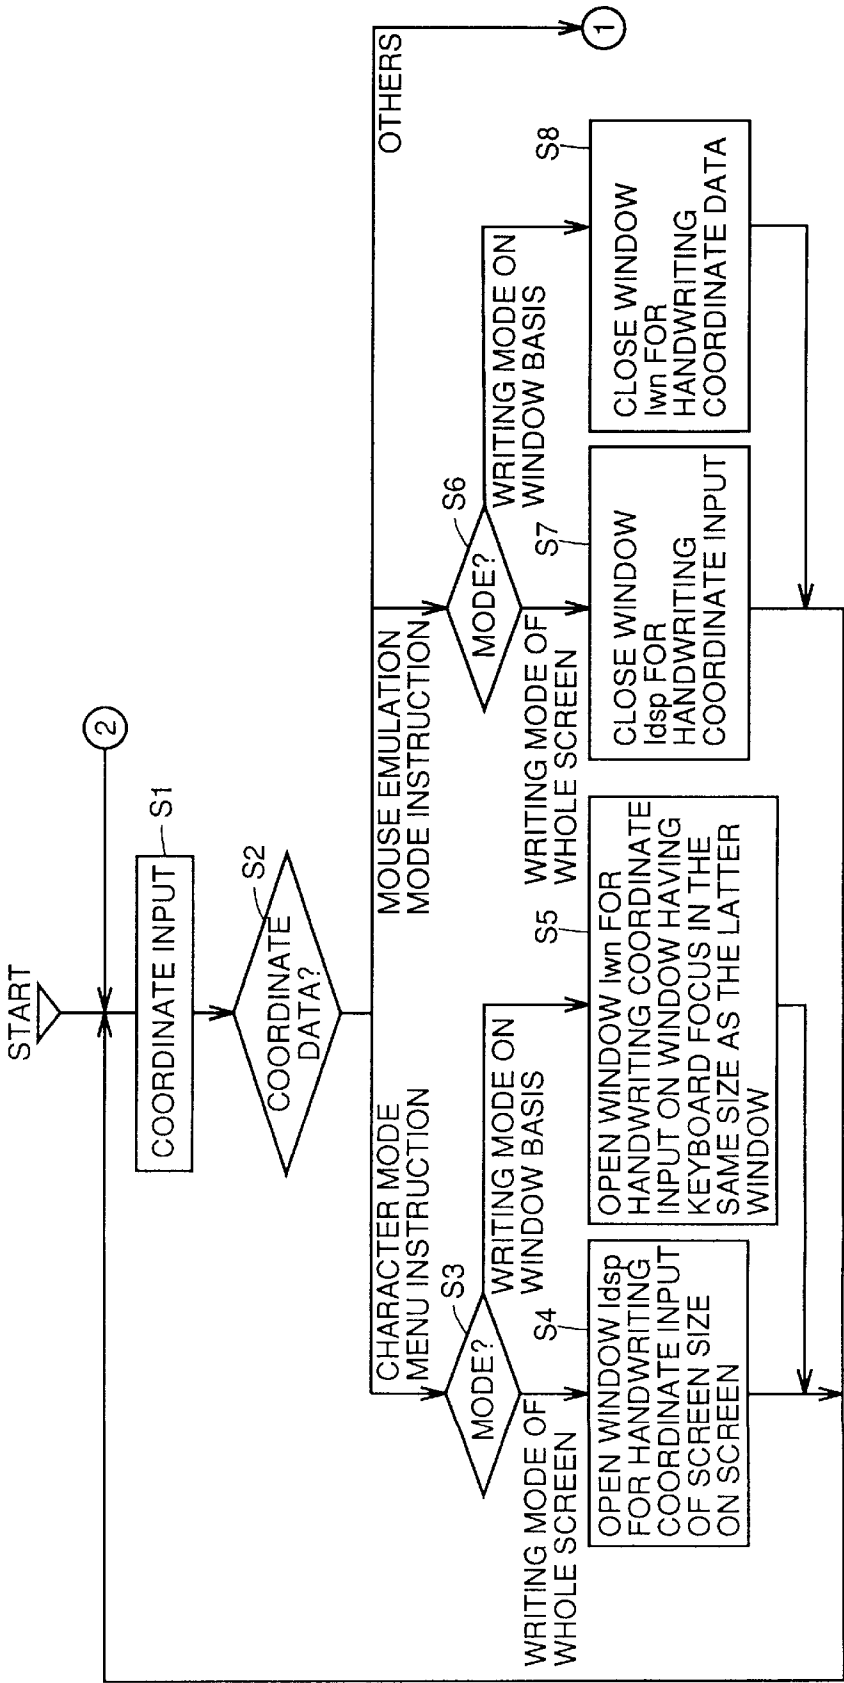 START
2
COORDINATE INPUT
S1
COORDINATE
DATA?
S2
CHARACTER MODE
MENU INSTRUCTION
MOUSE EMULATION
MODE INSTRUCTION
OTHERS
1
MODE?
S3
WRITING MODE ON
WINDOW BASIS
WRITING MODE OF
WHOLE SCREEN
MODE?
S6
WRITING MODE ON
WINDOW BASIS
WRITING MODE OF
WHOLE SCREEN
S4
OPEN WINDOW Idsp
FOR HANDWRITING
COORDINATE INPUT
OF SCREEN SIZE
ON SCREEN
S5
OPEN WINDOW Iwn FOR
HANDWRITING COORDINATE
INPUT ON WINDOW HAVING
KEYBOARD FOCUS IN THE
SAME SIZE AS THE LATTER
WINDOW
S7
CLOSE WINDOW
Idsp FOR
HANDWRITING
COORDINATE INPUT
S8
CLOSE WINDOW
Iwn FOR
HANDWRITING
COORDINATE DATA